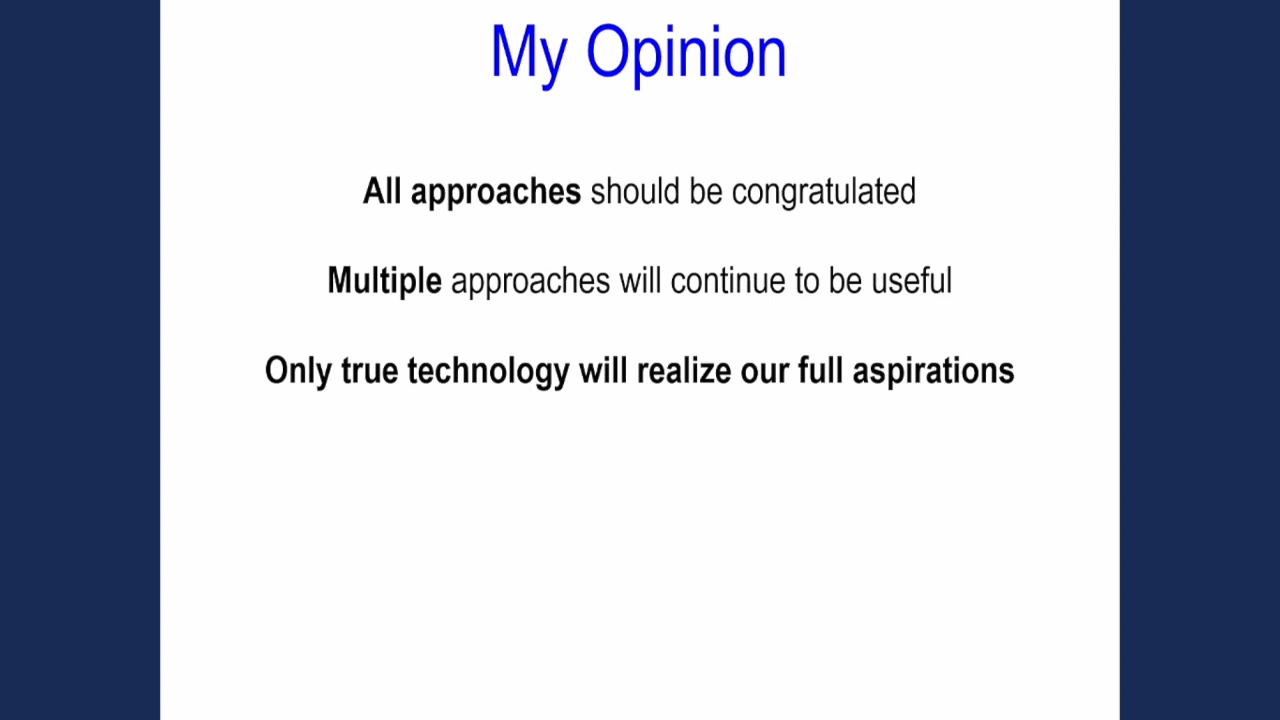 My Opinion
All approaches should be congratulated
Multiple approaches will continue to be useful
Only true technology will realize our full aspirations